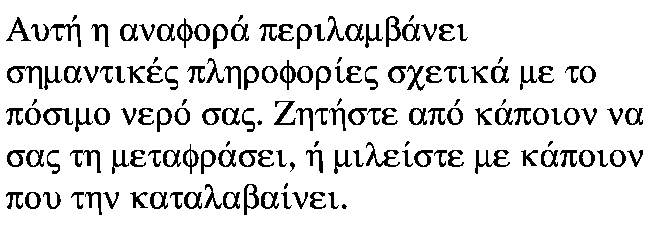 Αυτή η αναφορά περιλαμβάνει
σημαντικές πληροφορίες σχετικά με το
πόσιμο νερό σας. Ζητήστε από κάποιον να
σας τη μεταφράσει, ή μιλείστε με κάποιον
που την καταλαβαίνει.